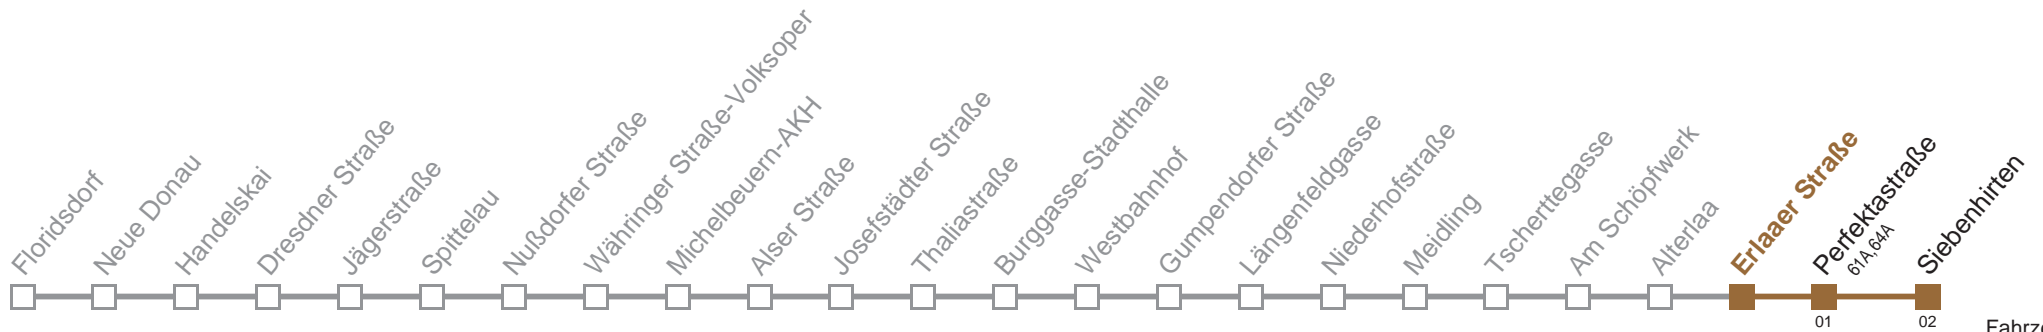 Floridsdorf
Neue Donau
Handelskai
Dresdner Straße
Jägerstraße
Spittelau
Nußdorfer Straße
Währinger Straße-Volksoper
Michelbeuern-AKH
Alser Straße
Josefstädter Straße
Thaliastraße
Burggasse-Stadthalle
Westbahnhof
Gumpendorfer Straße
Längenfeldgasse
Niederhofstraße
Meidling
Tscherttegasse
Am Schöpfwerk
Alterlaa
Erlaaer Straße
Perfektastraße
61A,64A
Siebenhirten
01
02